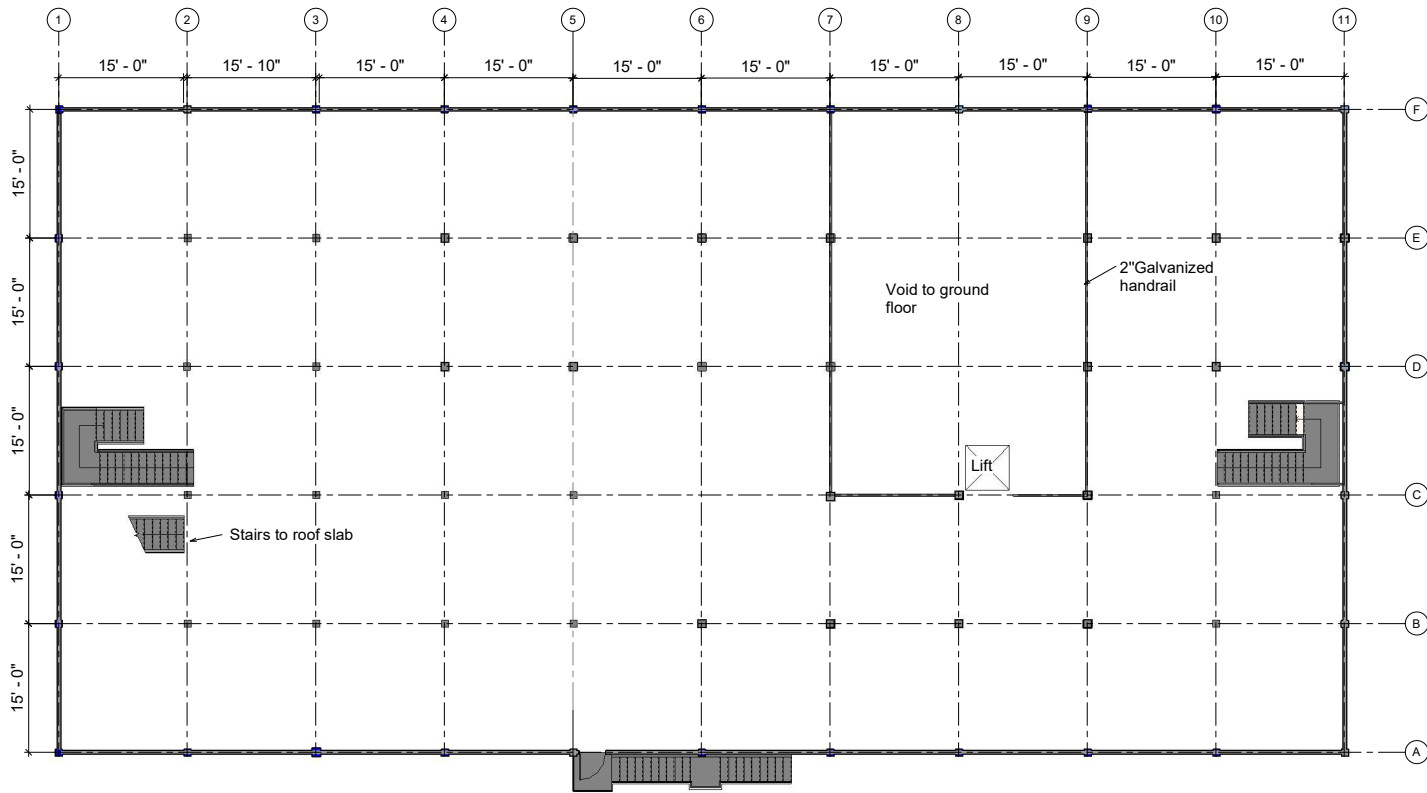 1 2 3 4 5 6 7 8 9 10 11
15' - 0" 15' - 10" 15' - 0" 15' - 0" 15' - 0" 15' - 0" 15' - 0" 15' - 0" 15' - 0" 15' - 0"
F
15' - 0"
E
2"Galvanized
handrail
Void to ground
floor
15' - 0"
D
15' - 0"
Lift
C
Stairs to roof slab
15' - 0"
B
15' - 0"
A